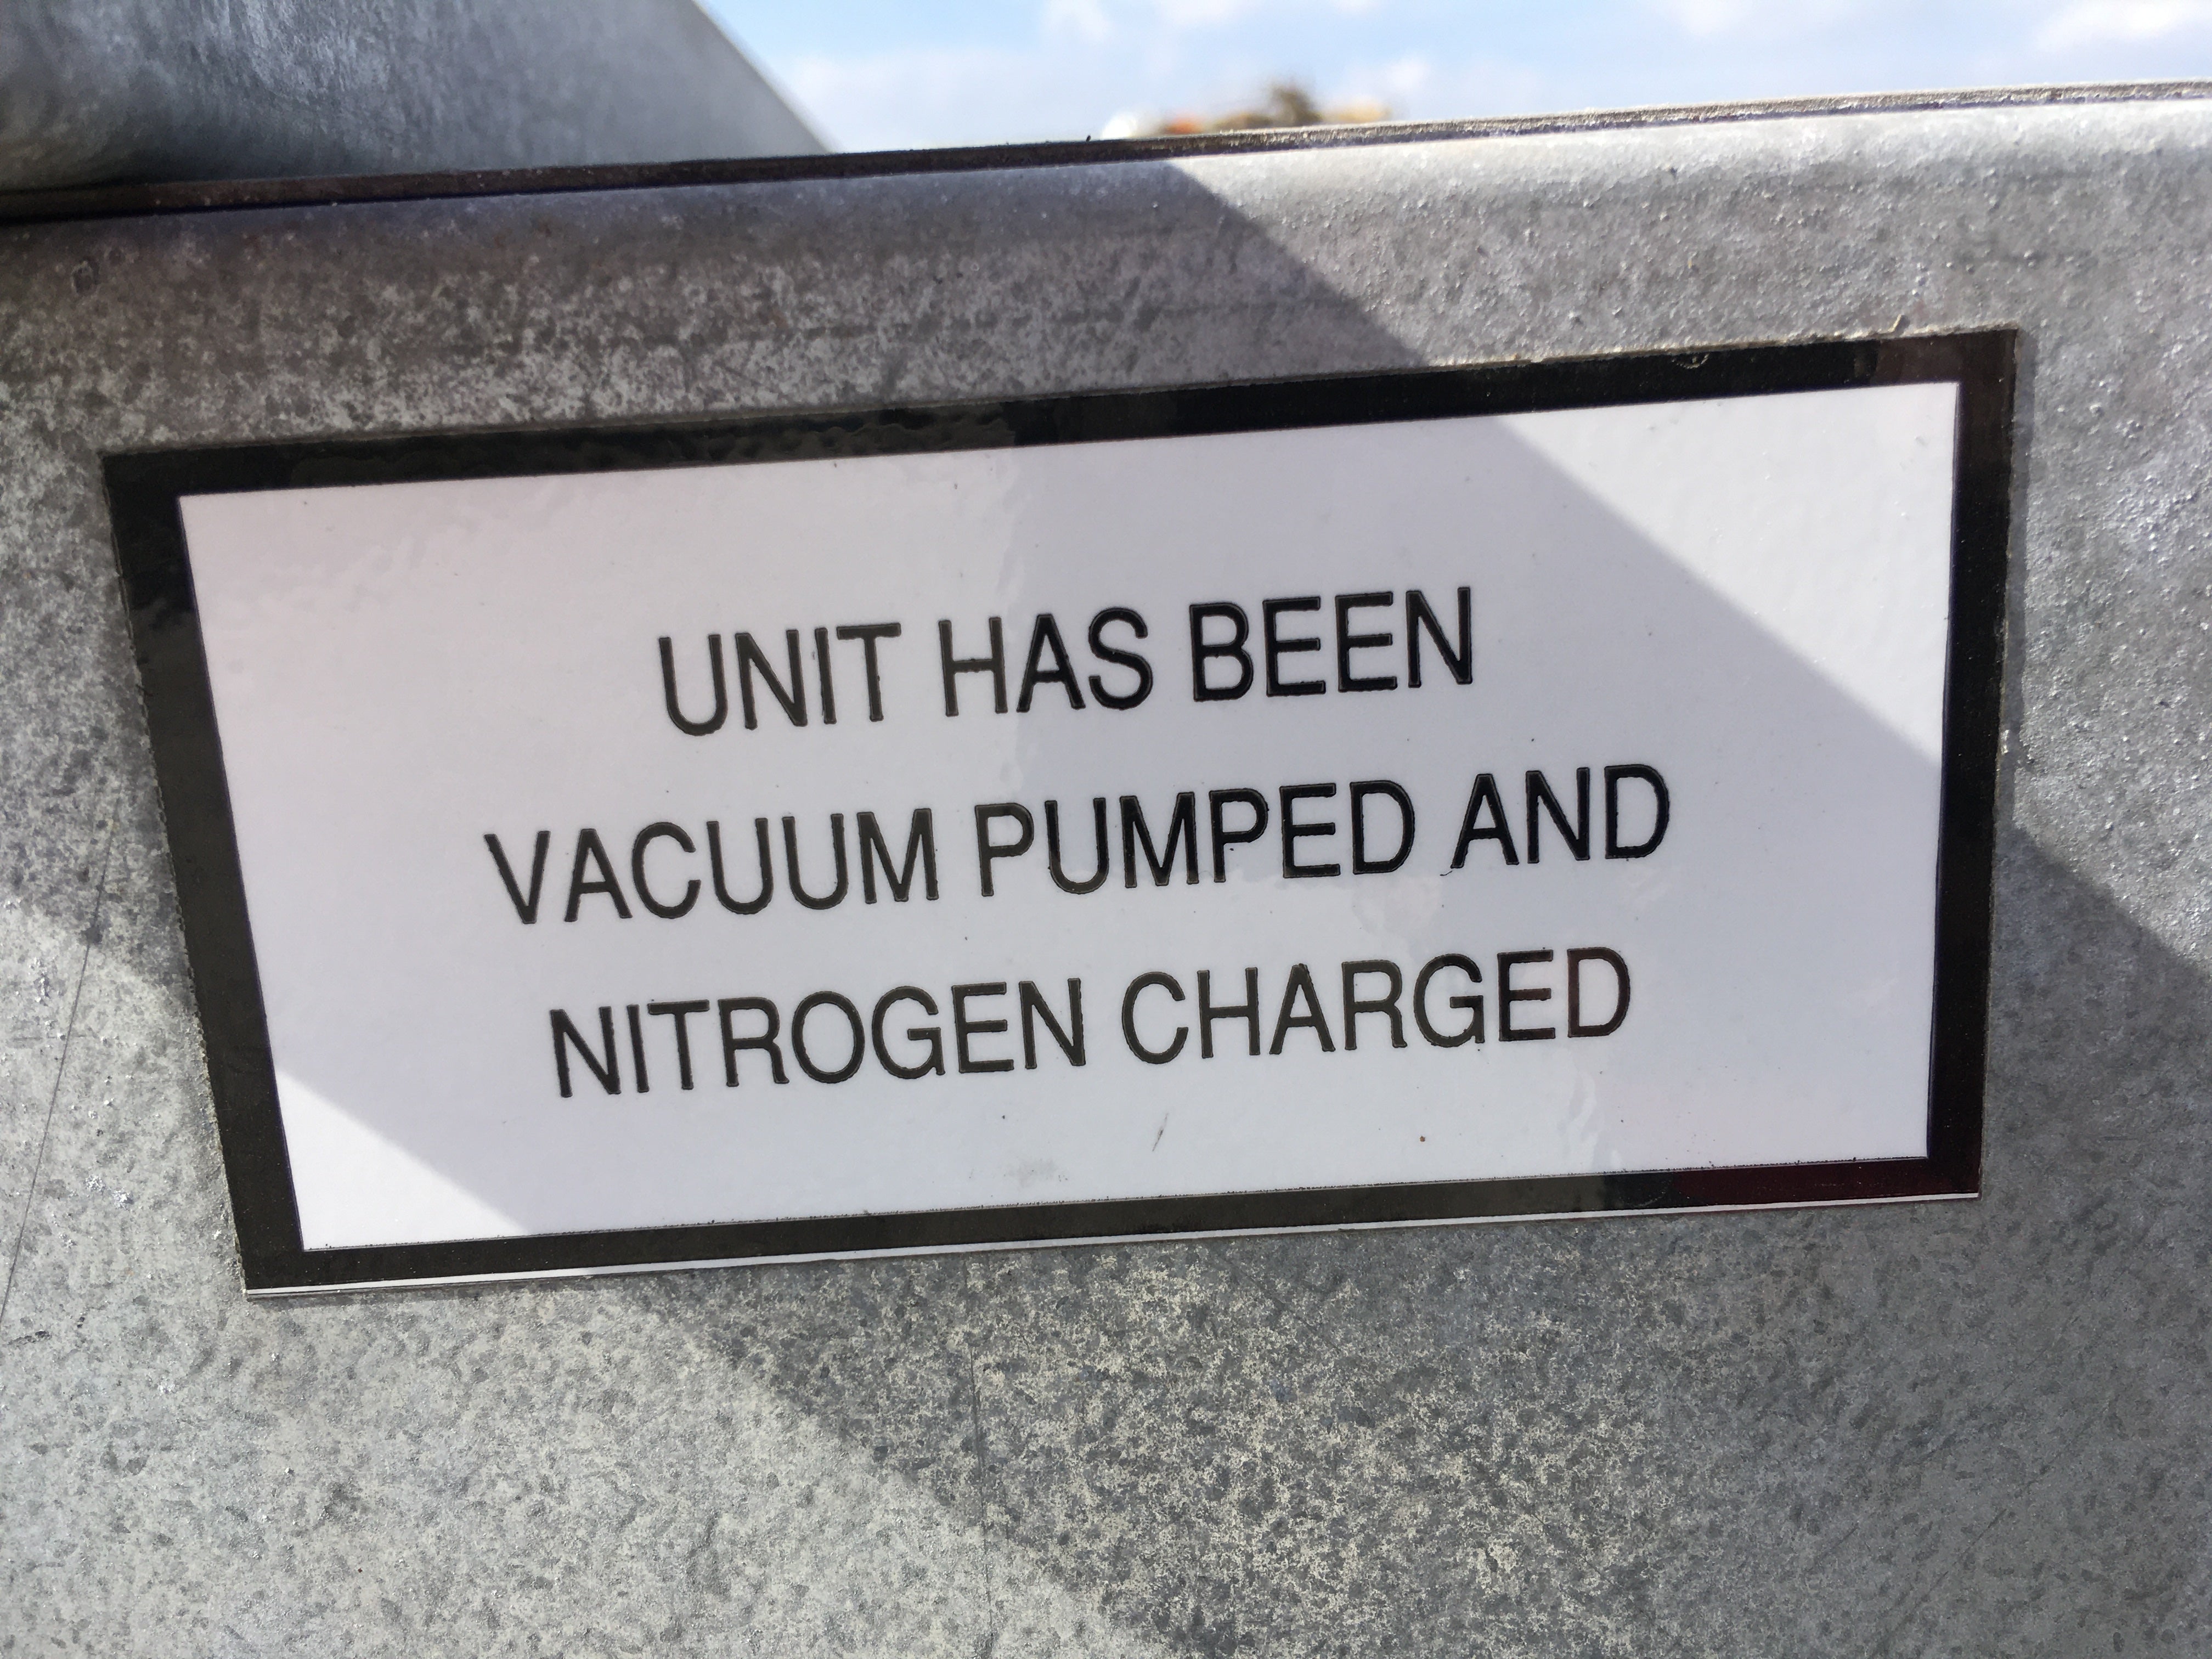 UNIT HAS BEEN
VACUUM PUMPED AND
NITROGEN CHARGED